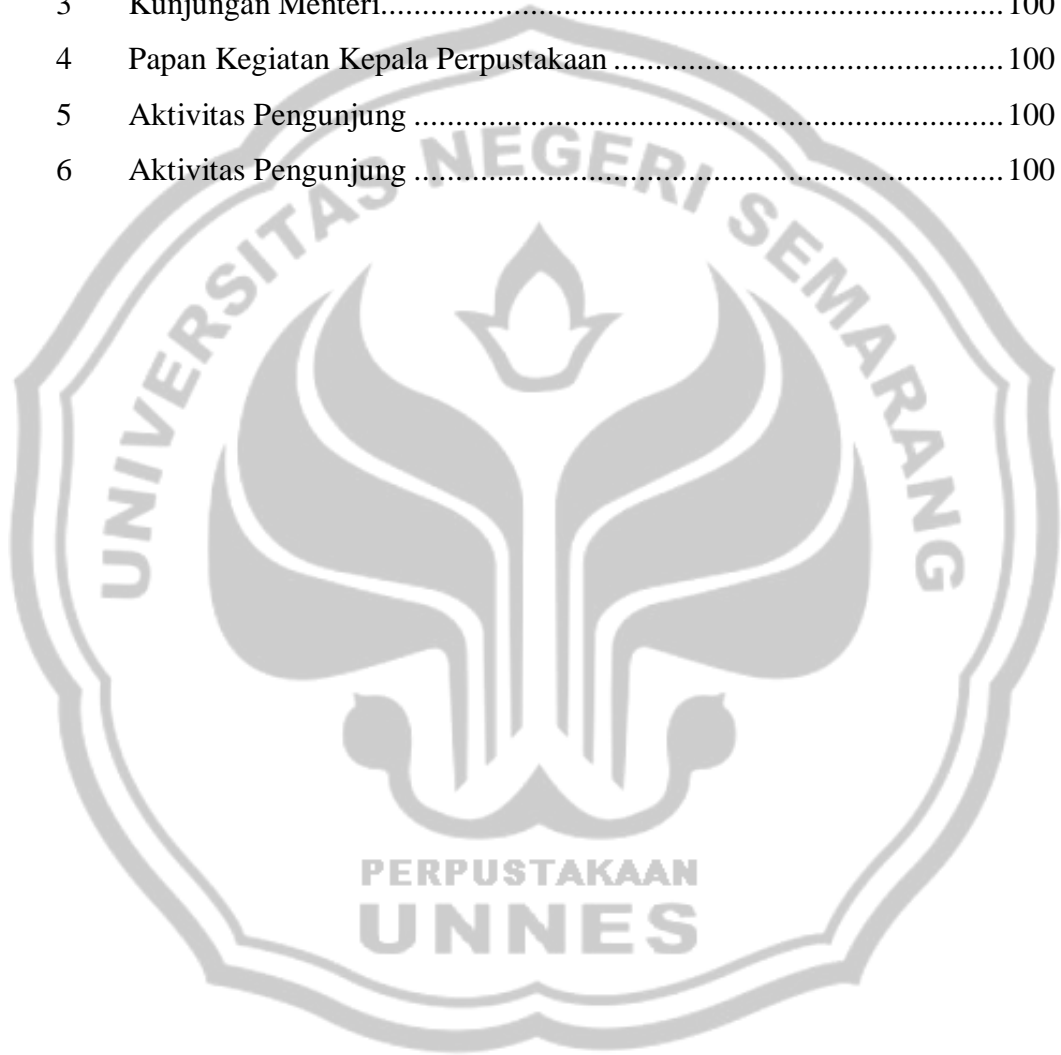 3 Kunjungan Menteri.......................................................................... 100
4 Papan Kegiatan Kepala Perpustakaan ............................................... 100
5 Aktivitas Pengunjung ....................................................................... 100
6 Aktivitas Pengunjung ....................................................................... 100
UNIVERSITAS NEGERI SEMARANG
PERPUSTAKAAN
UNNES